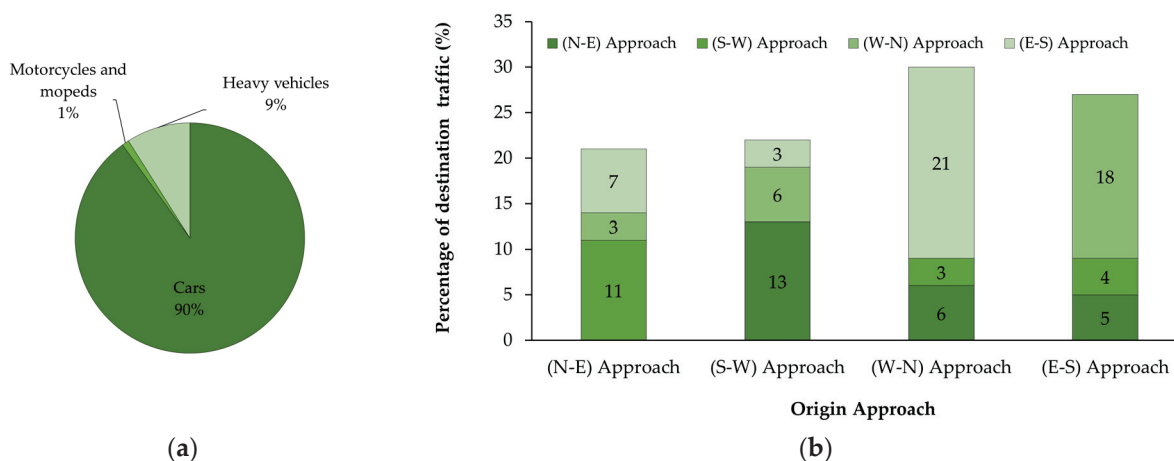 Motorcycles and
mopeds
1%
Heavy vehicles
9%
Cars
90%
(a)
Percentage of destination traffic (%)
35
30
25
20
15
10
5
0
(N-E) Approach
(S-W) Approach
(W-N) Approach
(E-S) Approach
7
3
11
3
6
13
21
3
6
18
4
5
(N-E) Approach
(S-W) Approach
(W-N) Approach
(E-S) Approach
Origin Approach
(b)